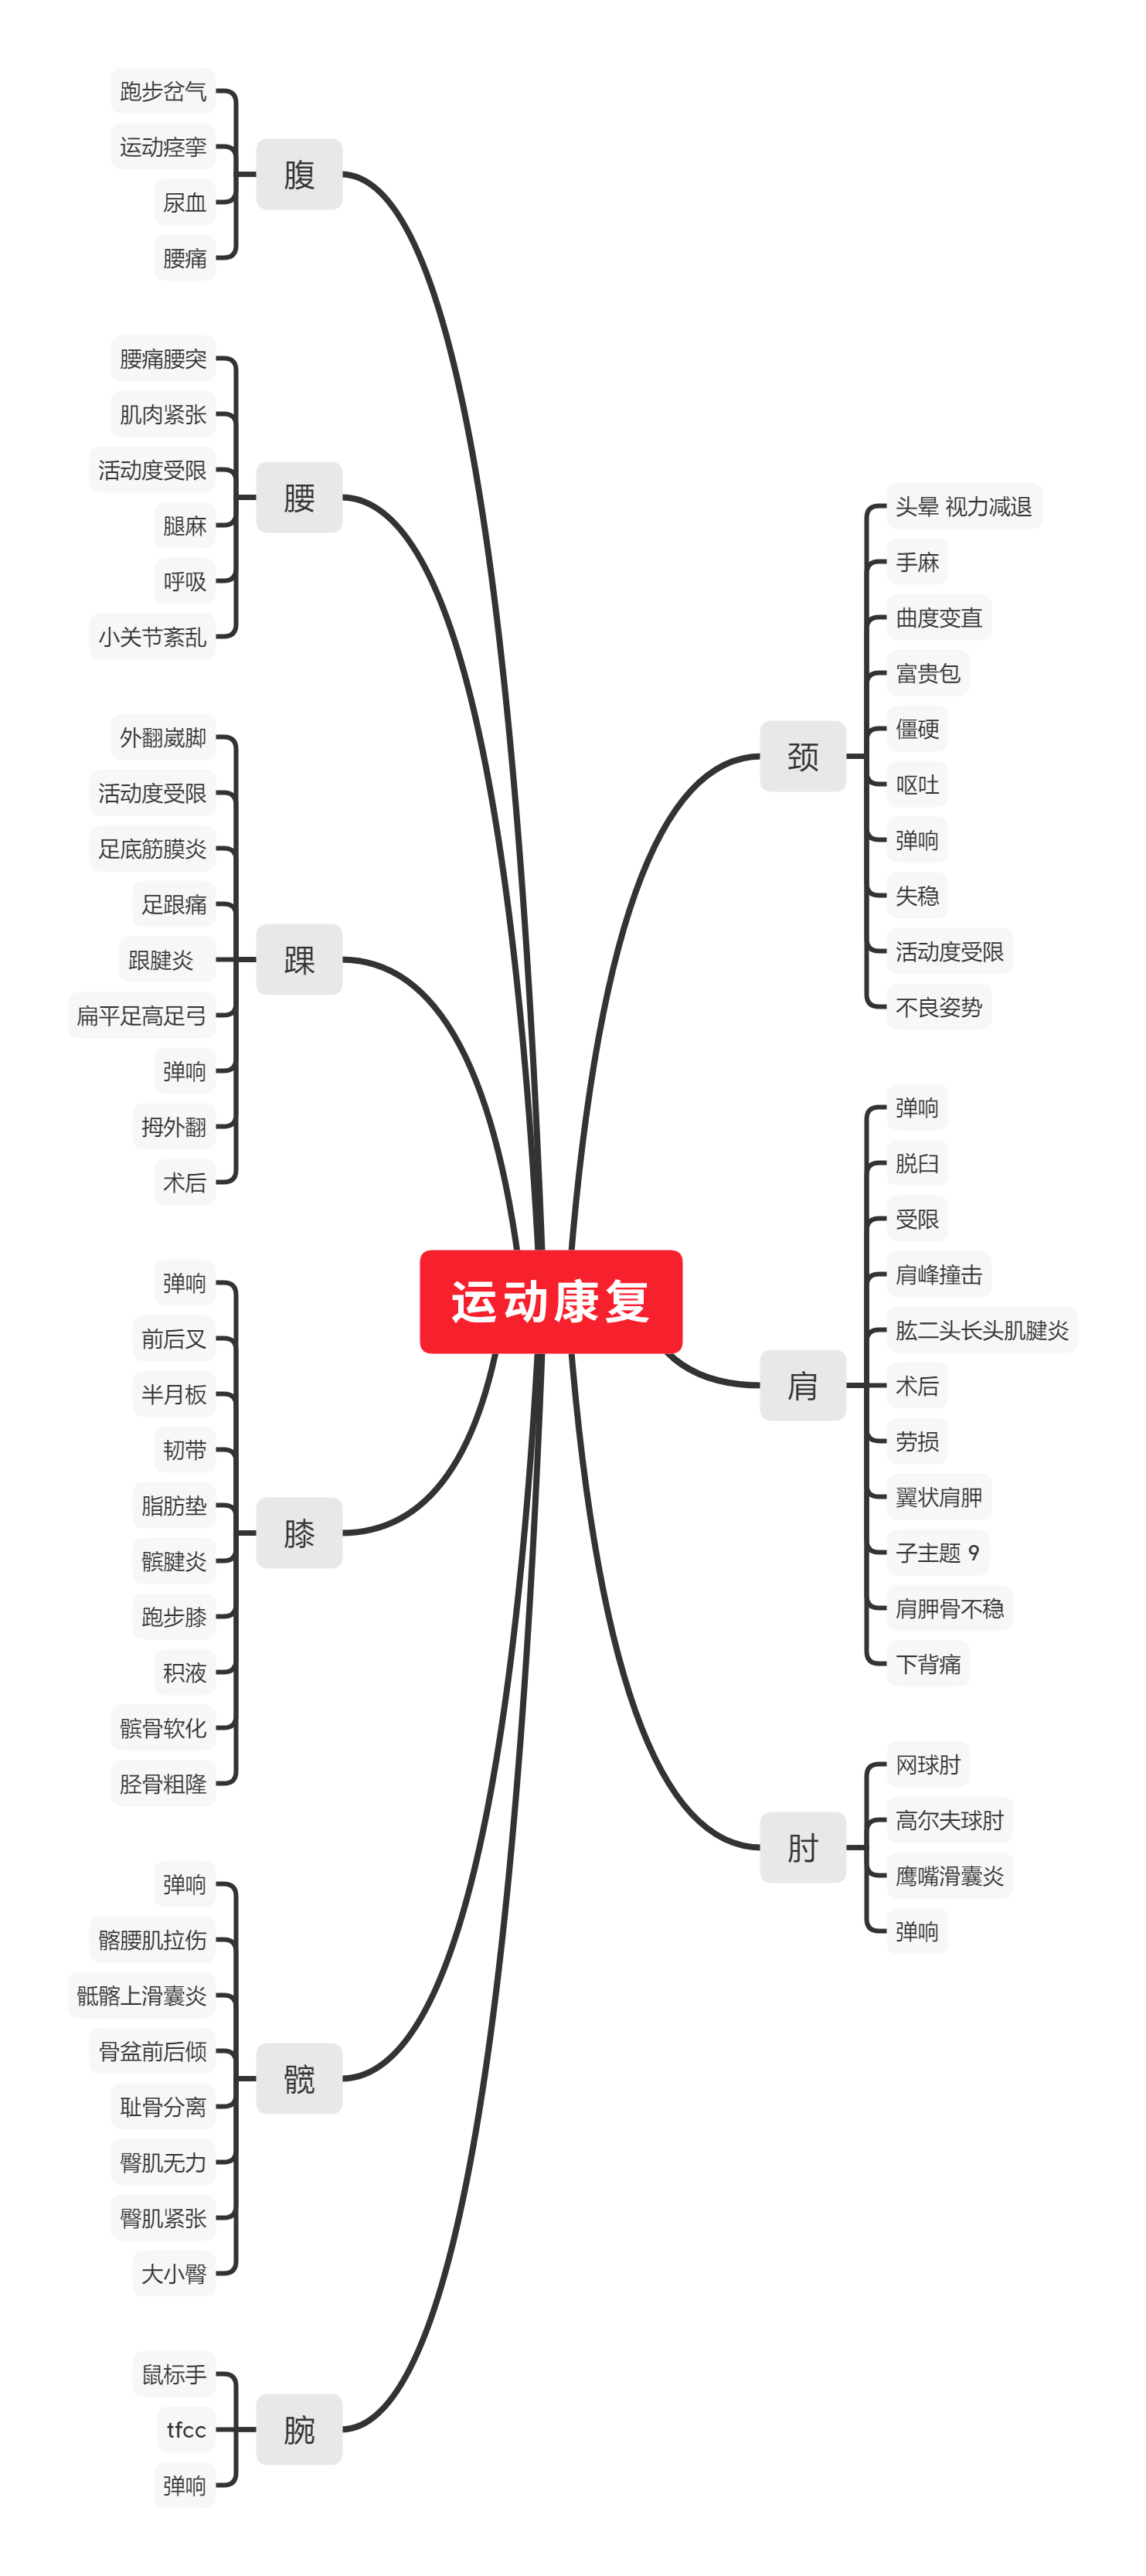 运动康复
颈
头晕 视力减退
手麻
曲度变直
富贵包
僵硬
呕吐
弹响
失稳
活动度受限
不良姿势
肩
弹响
脱臼
受限
肩峰撞击
肱二头长头肌腱炎
术后
劳损
翼状肩胛
子主题 9
肩胛骨不稳
下背痛
肘
网球肘
高尔夫球肘
鹰嘴滑囊炎
弹响
腹
跑步岔气
运动痉挛
尿血
腰痛
腰
腰痛腰突
肌肉紧张
活动度受限
腿麻
呼吸
小关节紊乱
踝
外翻崴脚
活动度受限
足底筋膜炎
足跟痛
跟腱炎
扁平足高足弓
弹响
拇外翻
术后
膝
弹响
前后叉
半月板
韧带
脂肪垫
髌腱炎
跑步膝
积液
髌骨软化
胫骨粗隆
髋
弹响
髂腰肌拉伤
骶髂上滑囊炎
骨盆前后倾
耻骨分离
臀肌无力
臀肌紧张
大小臀
腕
鼠标手
tfcc
弹响